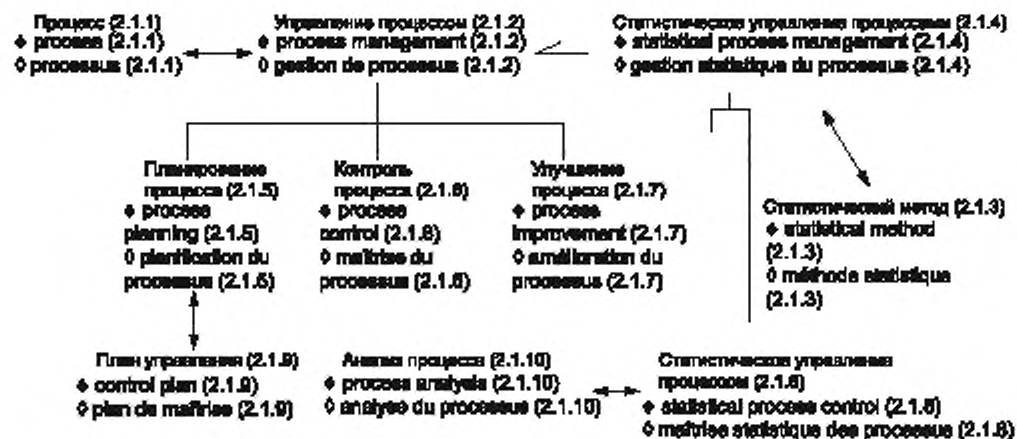 Процесс (2.1.1)
♦ process (2.1.1)
◊ processus (2.1.1)
Управление процессом (2.1.2)
♦ process management (2.1.2)
◊ gestion de processus (2.1.2)
Статистическое управления процессами (2.1.4)
♦ statistical process management (2.1.4)
◊ gestion statistique du processus (2.1.4)
Планирование
процесса (2.1.5)
♦ process
planning (2.1.5)
◊ planification du
processus (2.1.5)
Контроль
процесса (2.1.6)
♦ process
control (2.1.6)
◊ maîtrise du
processus (2.1.6)
Улучшение
процесса (2.1.7)
♦ process
improvement (2.1.7)
◊ amélioration du
processus (2.1.7)
Статистический метод (2.1.3)
♦ statistical method
(2.1.3)
◊ méthode statistique
(2.1.3)
План управления (2.1.9)
♦ control plan (2.1.9)
◊ plan de maîtrise (2.1.9)
Анализ процесса (2.1.10)
♦ process analysis (2.1.10)
◊ analyse du processus (2.1.10)
Статистическое управления
процессом (2.1.8)
♦ statistical process control (2.1.8)
◊ maîtrise statistique des processus (2.1.8)